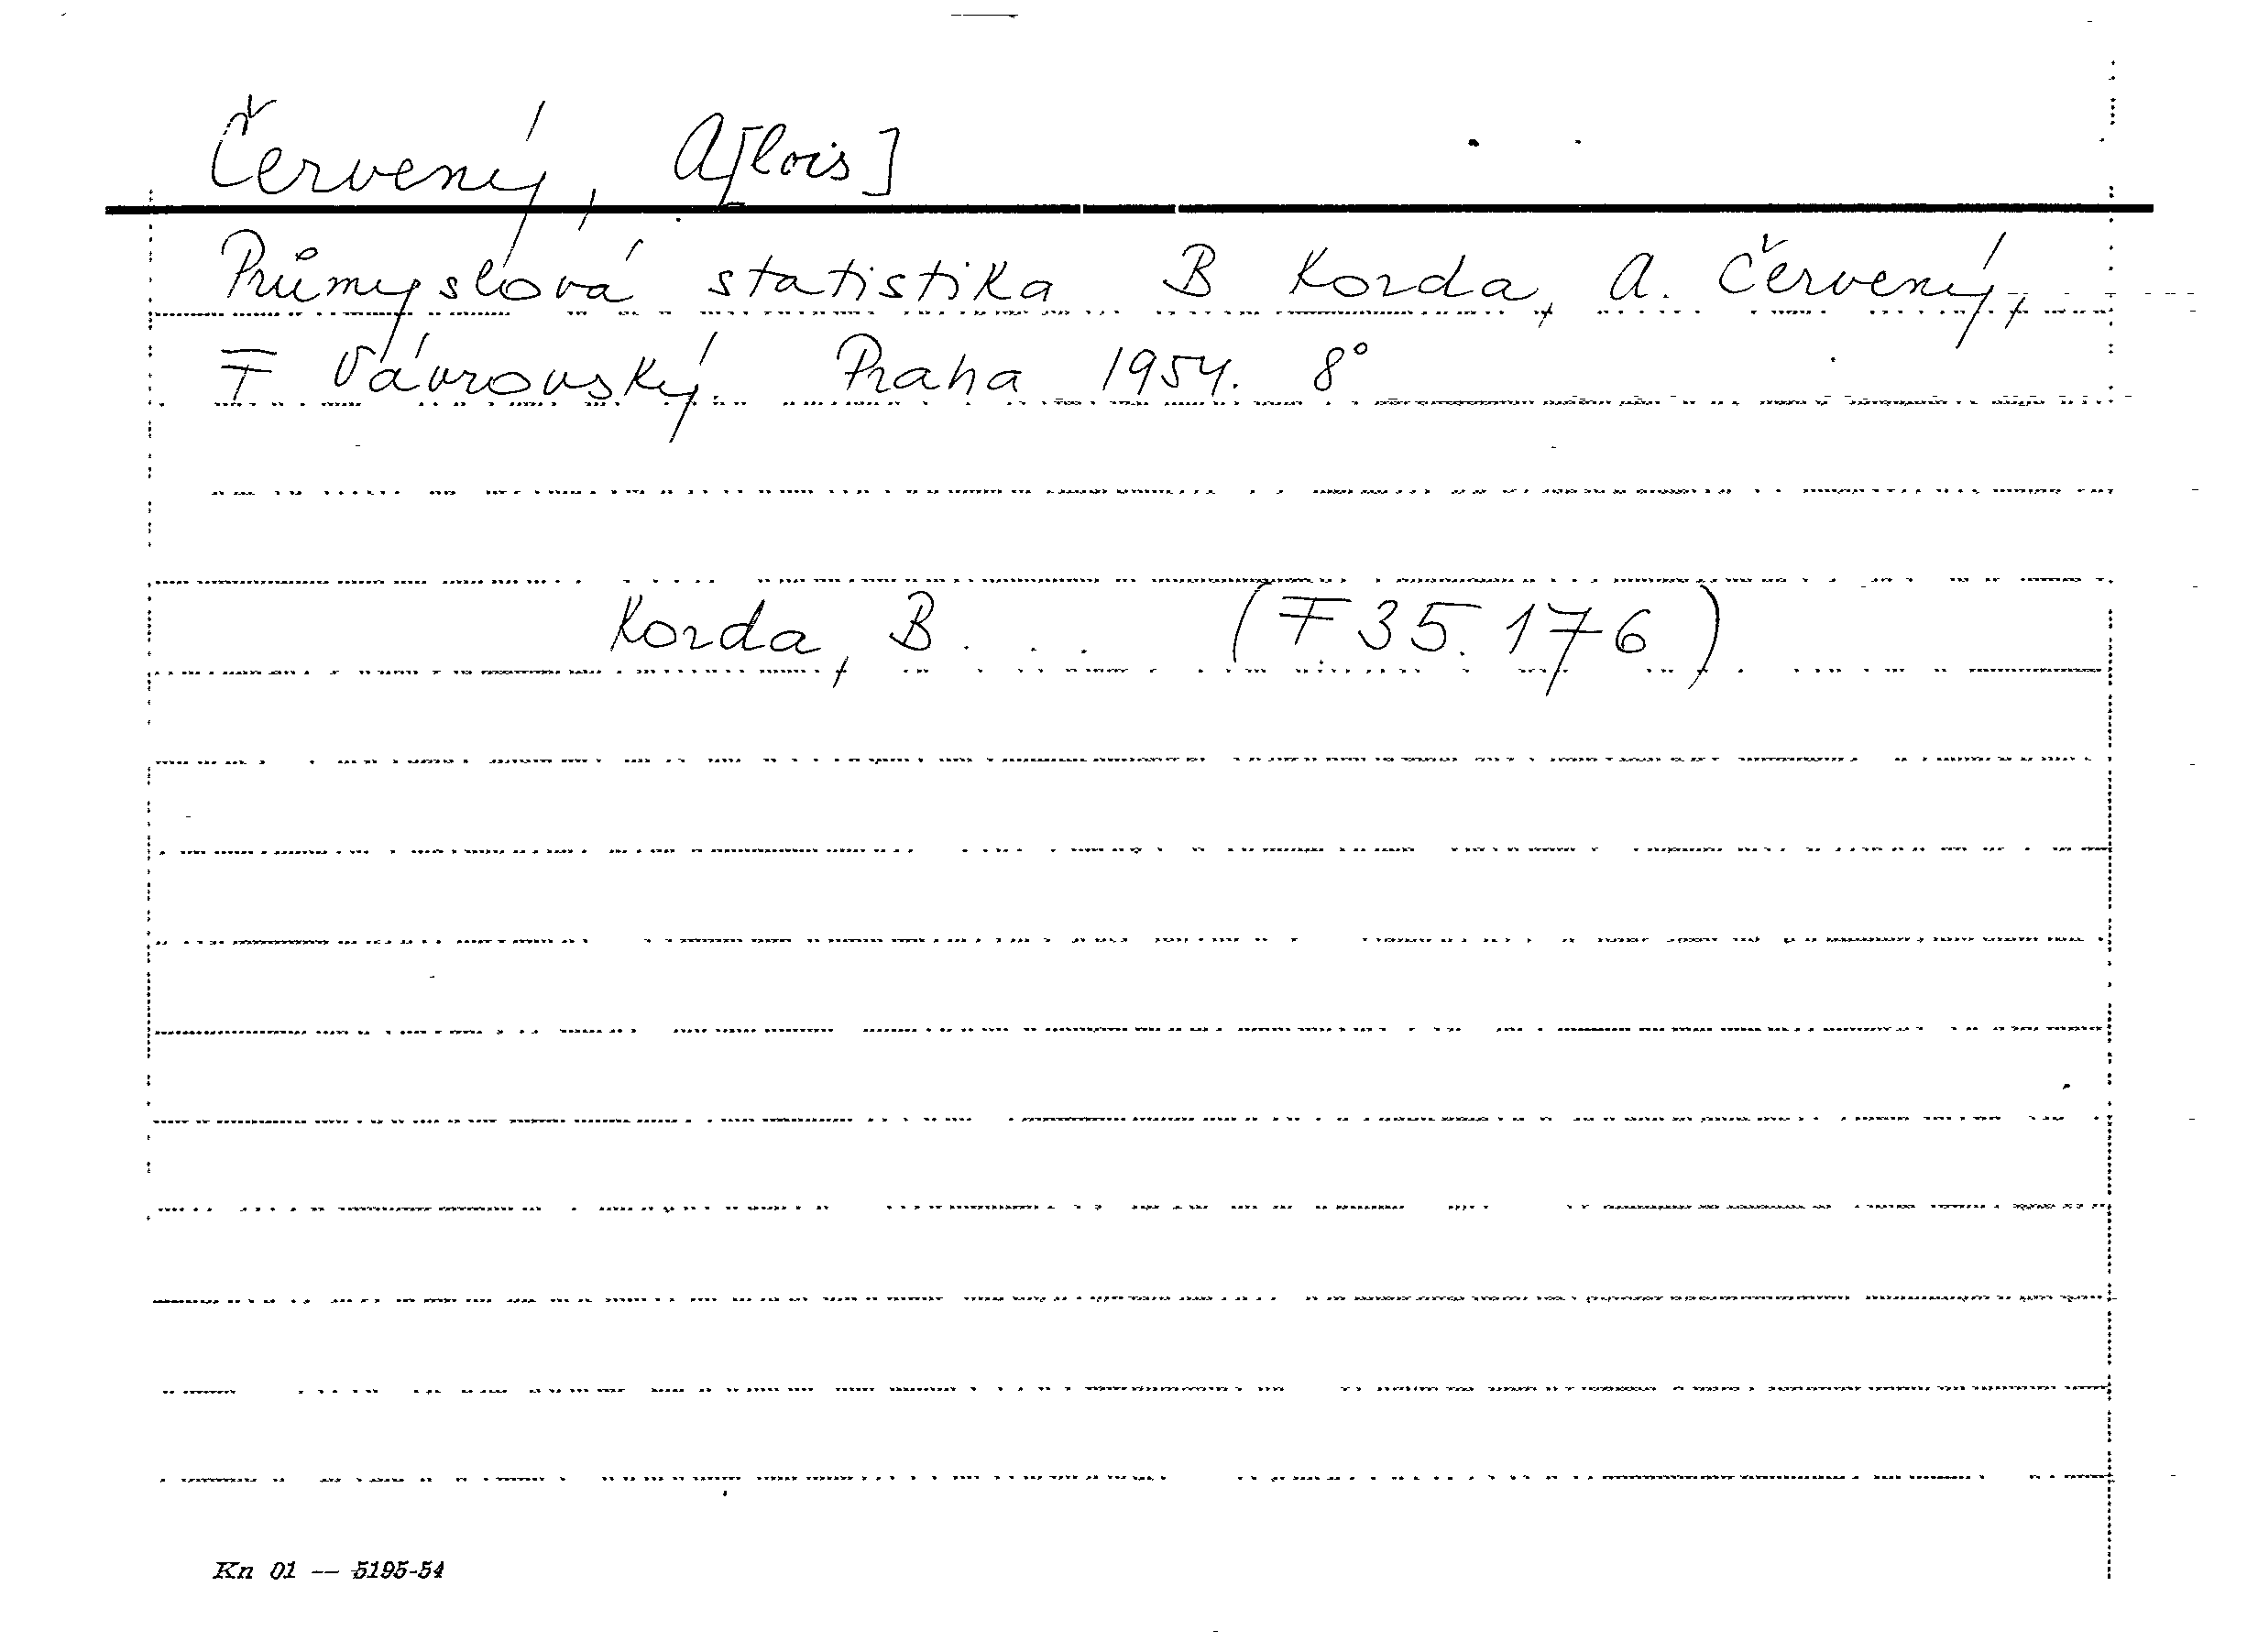 Červený, A[lois]
Průmyslová statistika B Korda, A. Červený,
F Vávrovský. Praha 1954. 8°
Korda, B. . . (F 35.176)
Kn 01 — 5195-54